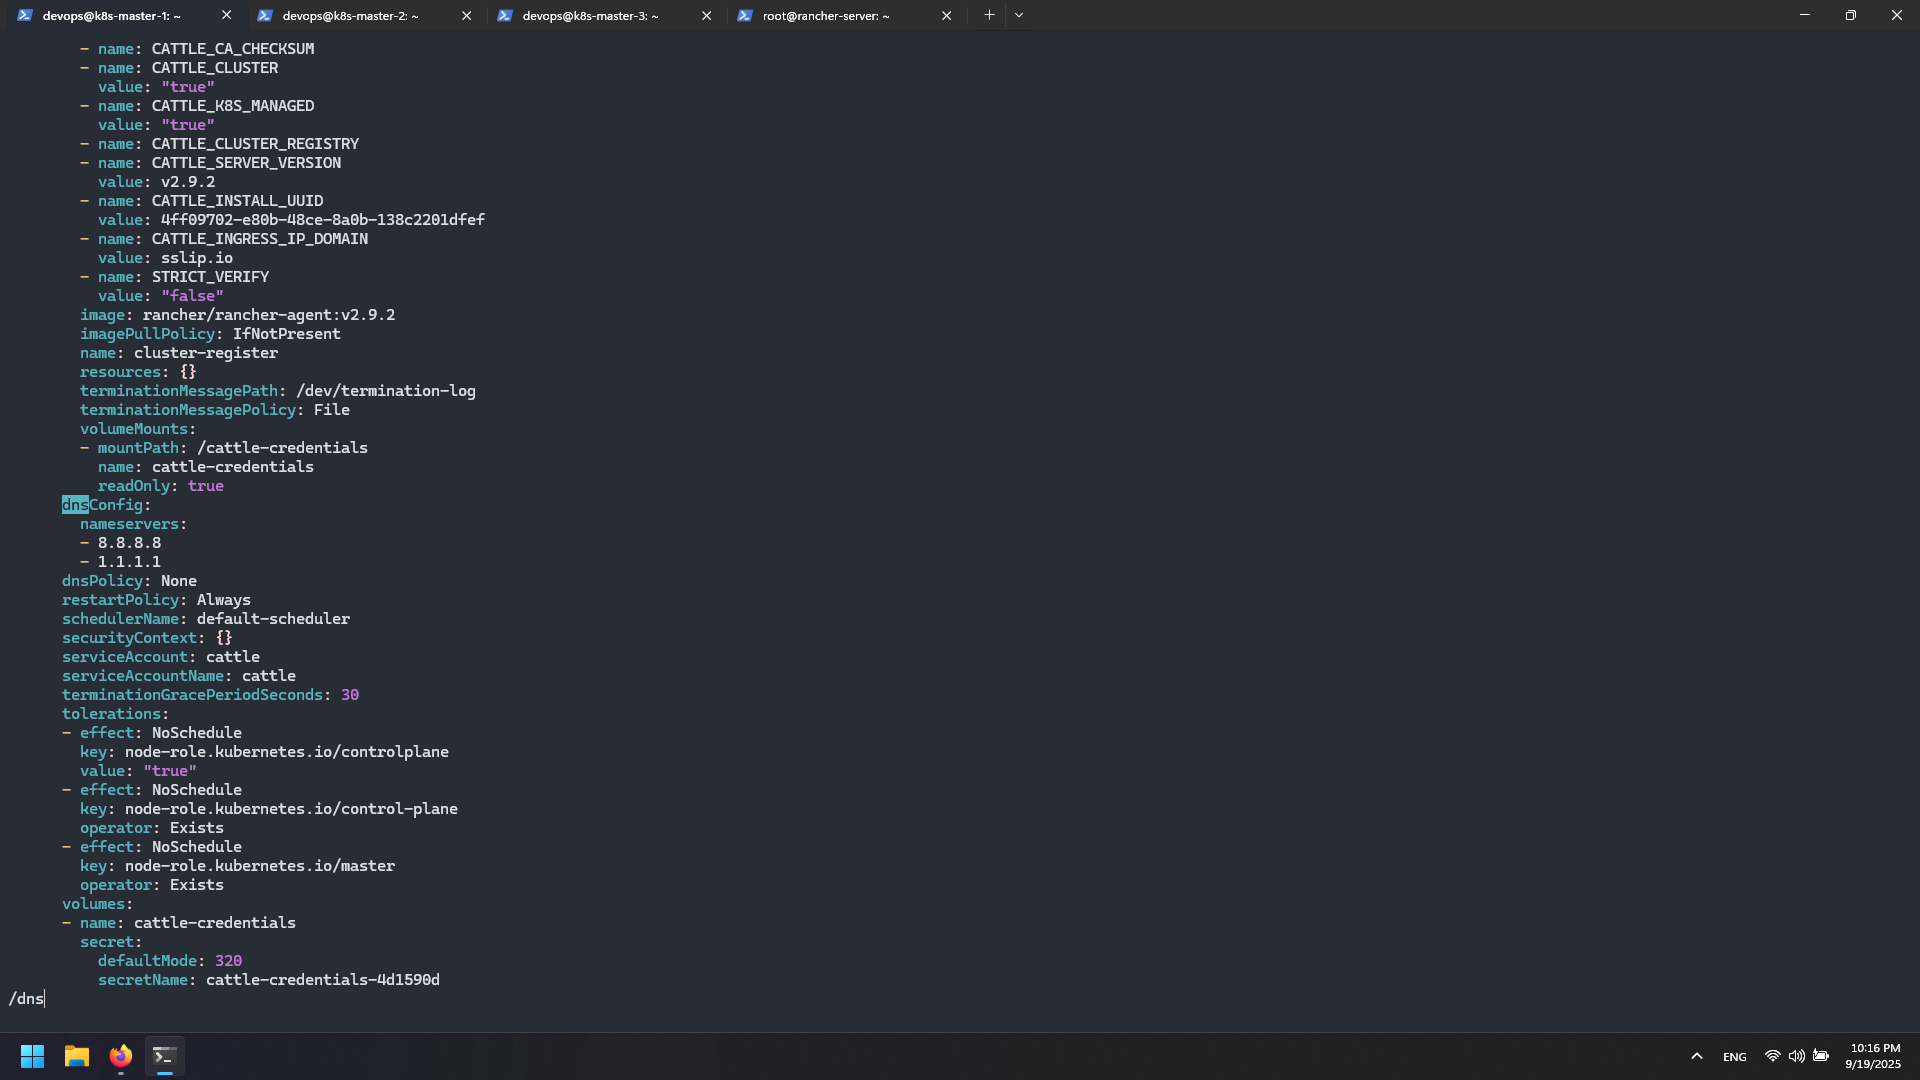 devops@k8s-master-1: ~
devops@k8s-master-2: ~
devops@k8s-master-3: ~
root@rancher-server: ~
- name: CATTLE_CA_CHECKSUM
- name: CATTLE_CLUSTER
value: "true"
- name: CATTLE_K8S_MANAGED
value: "true"
- name: CATTLE_CLUSTER_REGISTRY
- name: CATTLE_SERVER_VERSION
value: v2.9.2
- name: CATTLE_INSTALL_UUID
value: 4ff09702-e80b-48ce-8a0b-138c2201dfef
- name: CATTLE_INGRESS_IP_DOMAIN
value: sslip.io
- name: STRICT_VERIFY
value: "false"
image: rancher/rancher-agent:v2.9.2
imagePullPolicy: IfNotPresent
name: cluster-register
resources: {}
terminationMessagePath: /dev/termination-log
terminationMessagePolicy: File
volumeMounts:
- mountPath: /cattle-credentials
name: cattle-credentials
readOnly: true
dnsConfig:
nameservers:
- 8.8.8.8
- 1.1.1.1
dnsPolicy: None
restartPolicy: Always
schedulerName: default-scheduler
securityContext: {}
serviceAccount: cattle
serviceAccountName: cattle
terminationGracePeriodSeconds: 30
tolerations:
- effect: NoSchedule
key: node-role.kubernetes.io/controlplane
value: "true"
- effect: NoSchedule
key: node-role.kubernetes.io/control-plane
operator: Exists
- effect: NoSchedule
key: node-role.kubernetes.io/master
operator: Exists
volumes:
- name: cattle-credentials
secret:
defaultMode: 320
secretName: cattle-credentials-4d1590d
/dns
ENG
10:16 PM
9/19/2025